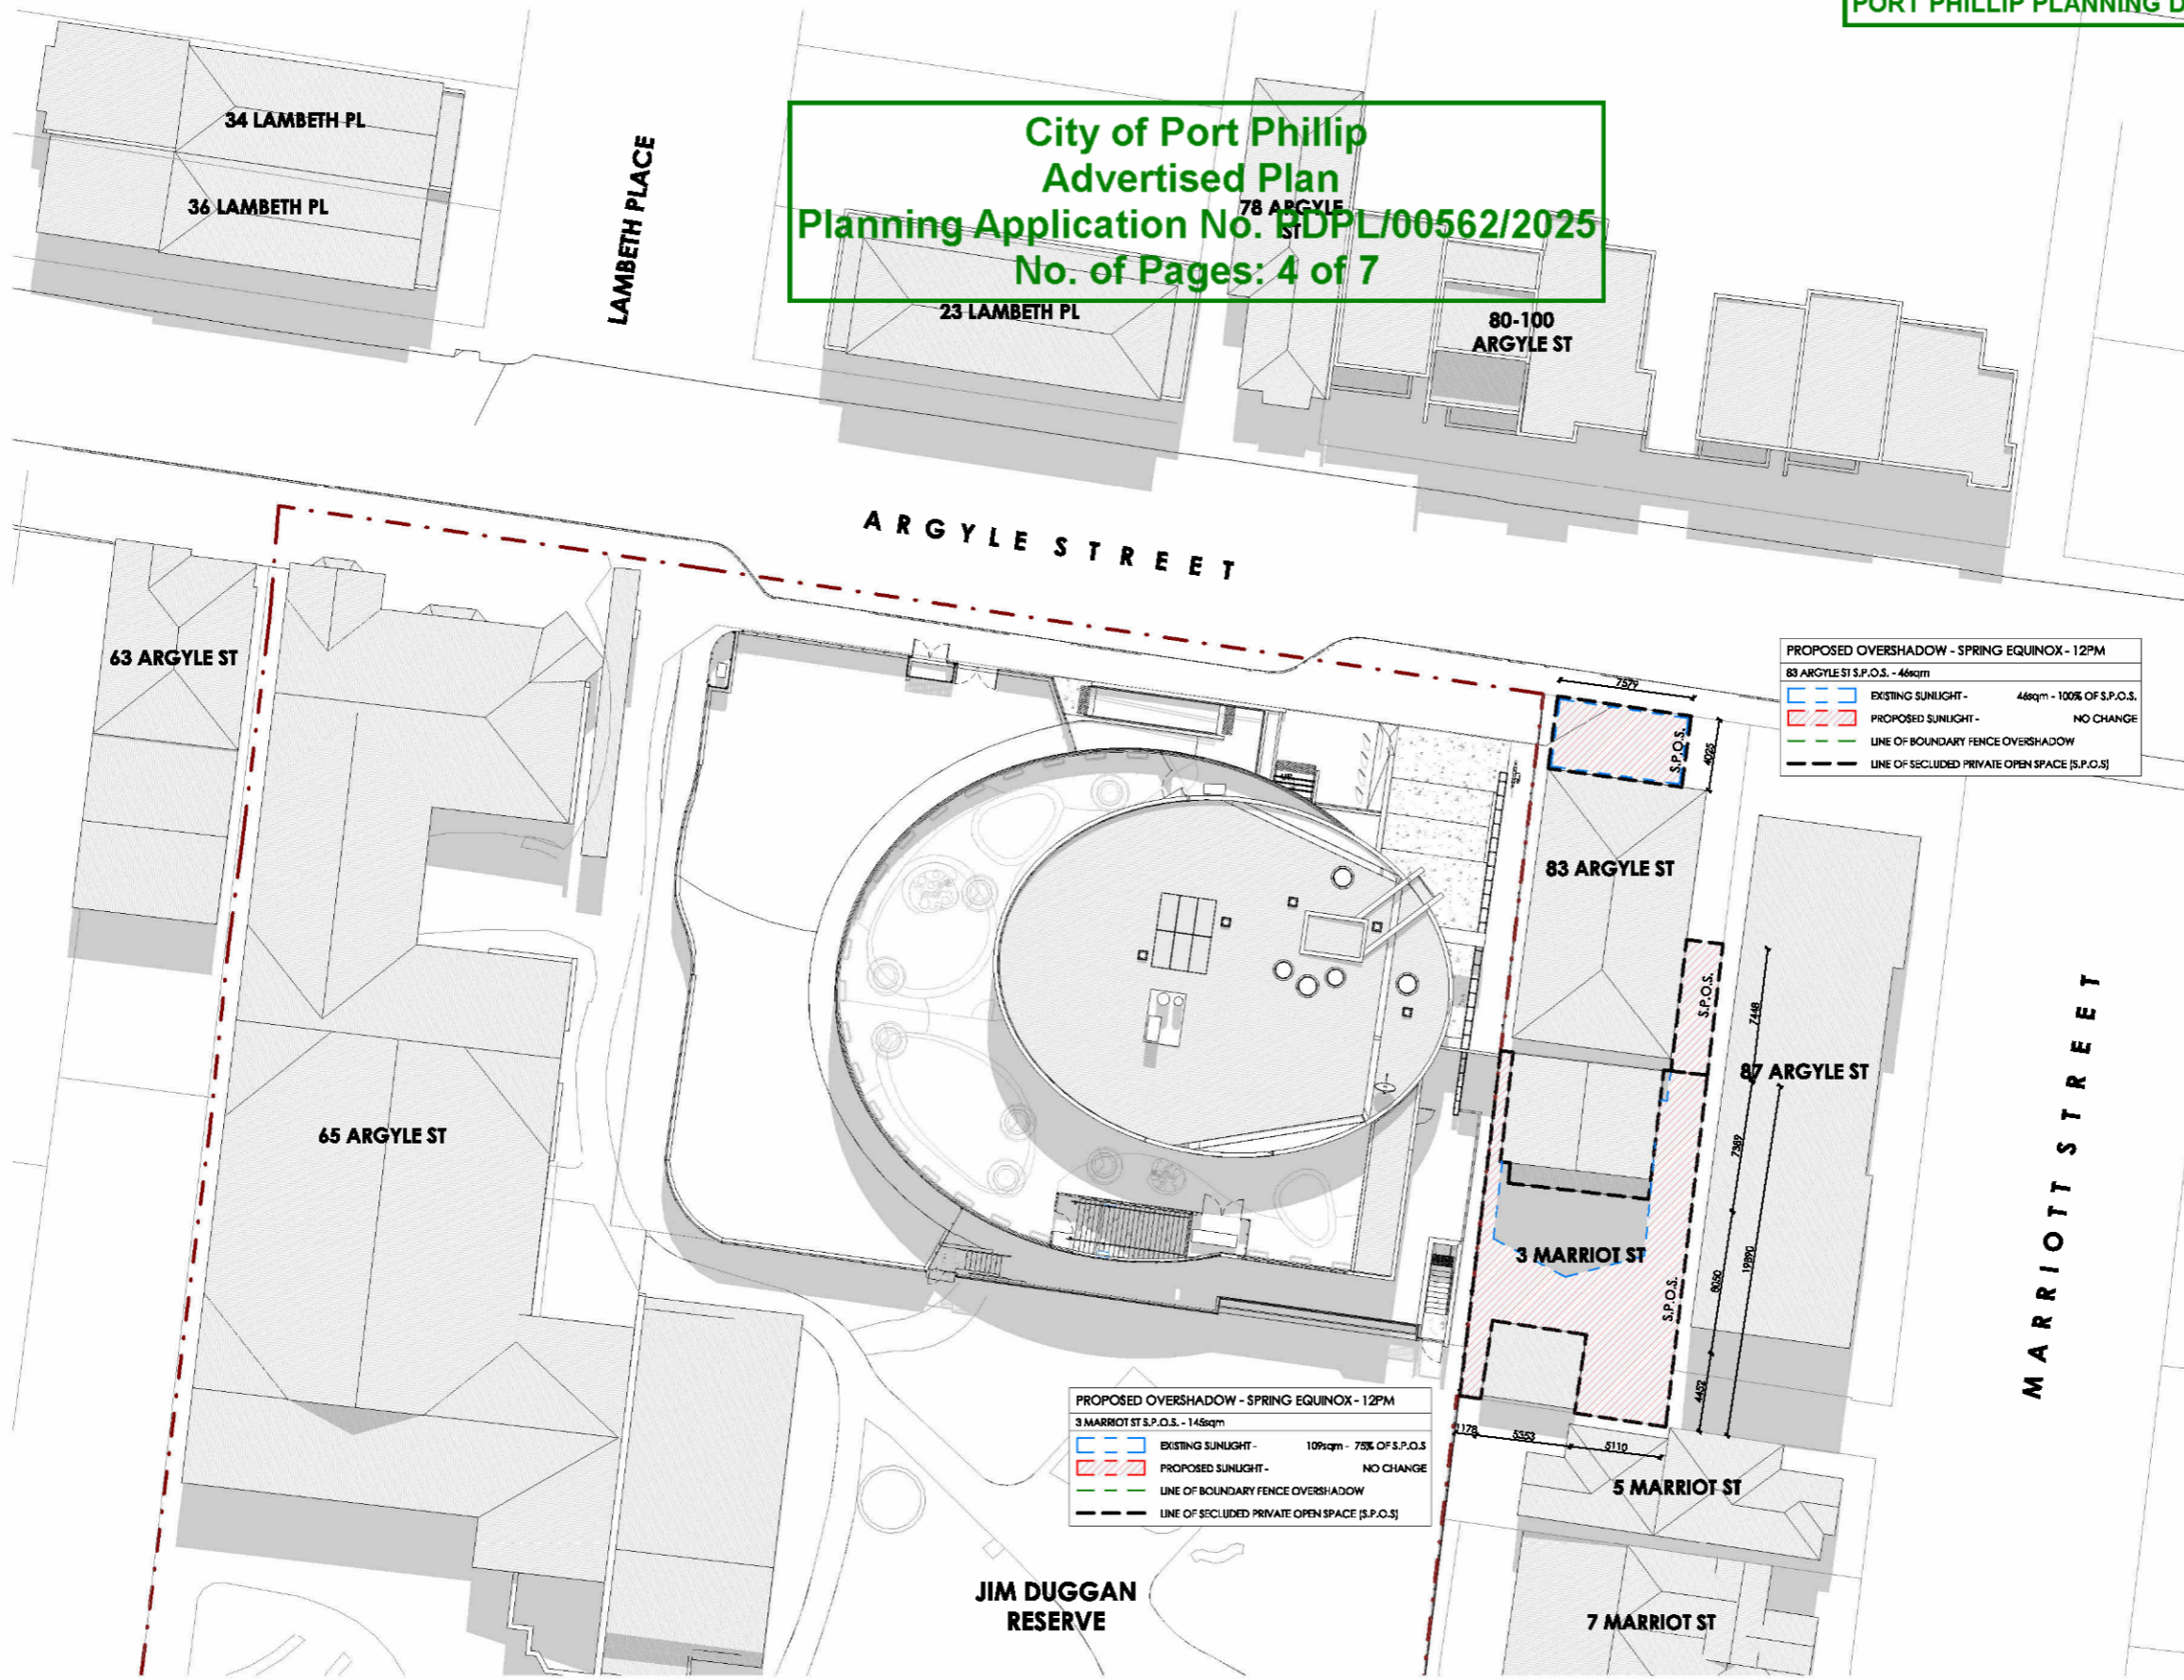 PORT PHILLIP PLANNING D
City of Port Phillip
Advertised Plan
Planning Application No. PDPL/00562/2025
No. of Pages: 4 of 7
34 LAMBETH PL
36 LAMBETH PL
LAMBETH PLACE
78 ARGYLE
ST
23 LAMBETH PL
80-100
ARGYLE ST
ARGYLE STREET
63 ARGYLE ST
65 ARGYLE ST
7579
S.P.O.S.
4025
83 ARGYLE ST
PROPOSED OVERSHADOW - SPRING EQUINOX - 12PM
83 ARGYLE ST S.P.O.S. - 46sqm
EXISTING SUNLIGHT - 46sqm - 100% OF S.P.O.S.
PROPOSED SUNLIGHT - NO CHANGE
LINE OF BOUNDARY FENCE OVERSHADOW
LINE OF SECLUDED PRIVATE OPEN SPACE (S.P.O.S)
S.P.O.S.
7448
87 ARGYLE ST
7389
3 MARRIOT ST
S.P.O.S.
8050
19890
4452
MARRIOTT STREET
1178
5353
5110
5 MARRIOT ST
7 MARRIOT ST
PROPOSED OVERSHADOW - SPRING EQUINOX - 12PM
3 MARRIOT ST S.P.O.S. - 145sqm
EXISTING SUNLIGHT - 109sqm - 75% OF S.P.O.S
PROPOSED SUNLIGHT - NO CHANGE
LINE OF BOUNDARY FENCE OVERSHADOW
LINE OF SECLUDED PRIVATE OPEN SPACE (S.P.O.S)
JIM DUGGAN
RESERVE